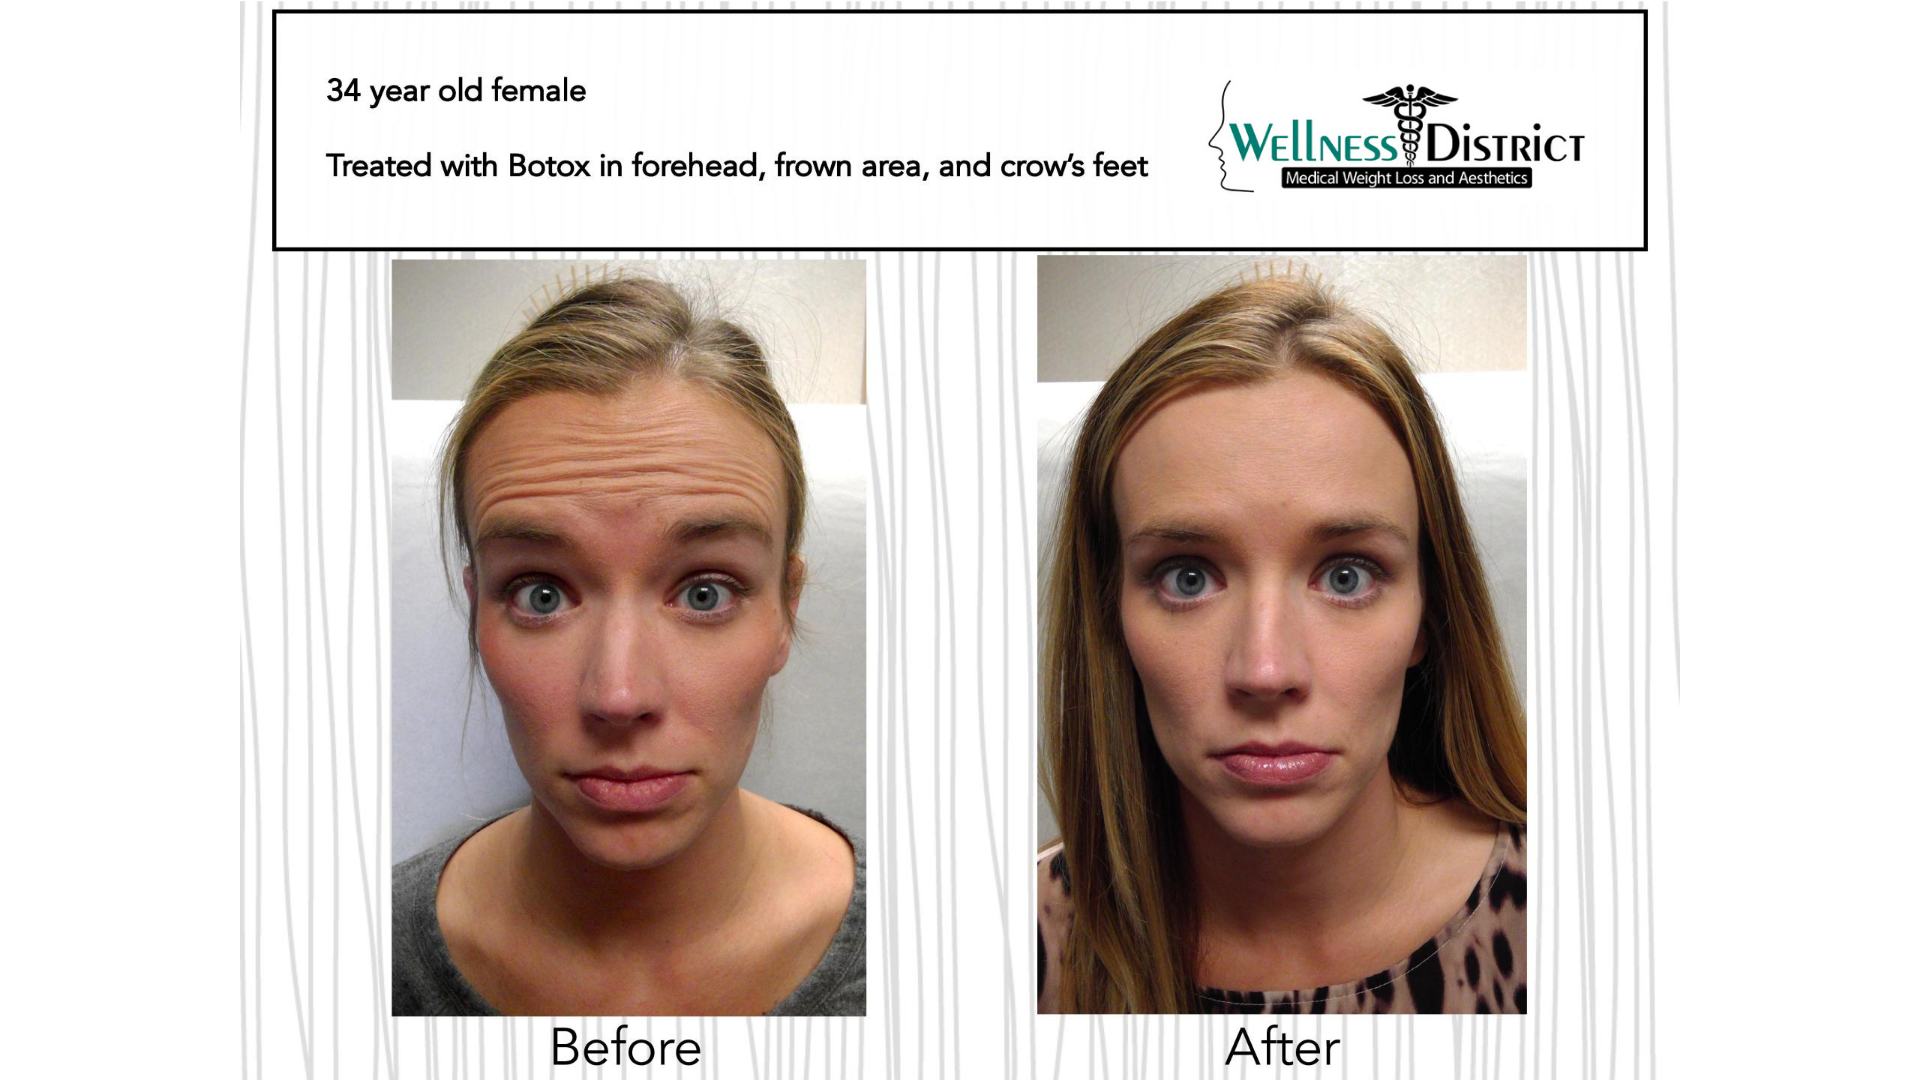 34 year old female
Treated with Botox in forehead, frown area, and crow's feet
WELLNESS DISTRICT
Medical Weight Loss and Aesthetics
Before
After